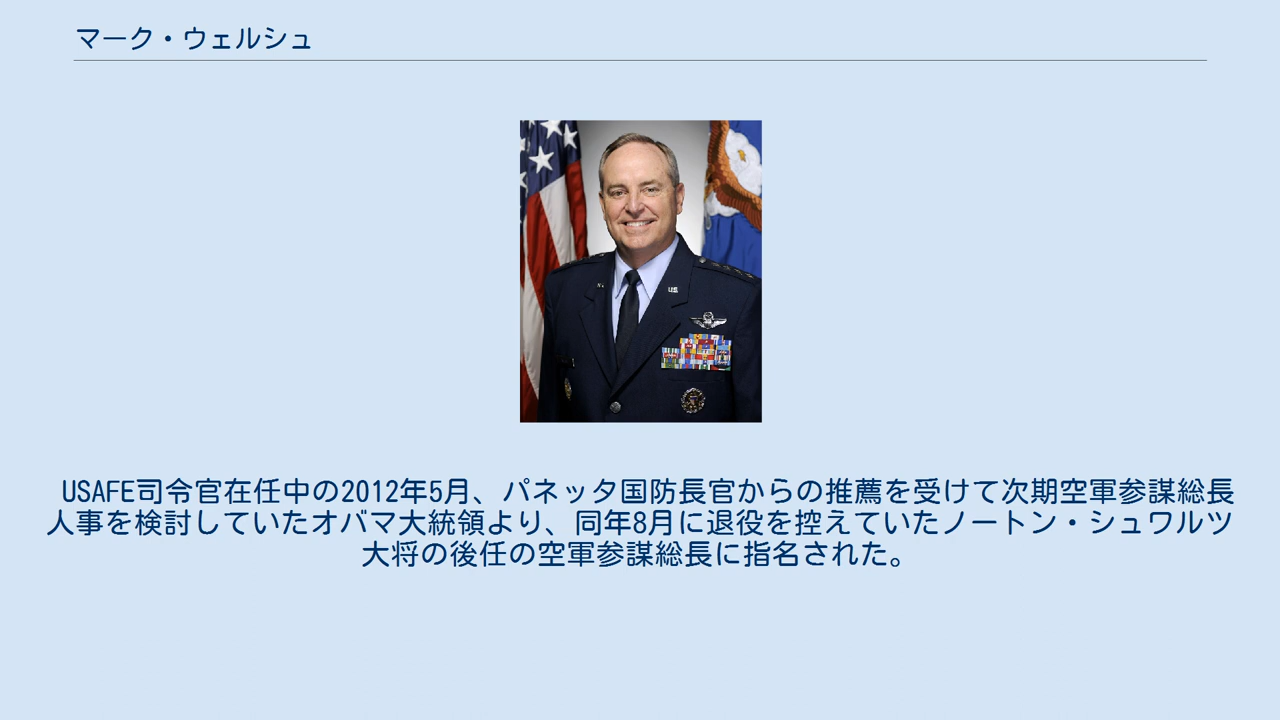 マーク・ウェルシュ
USAFE司令官在任中の2012年5月、パネッタ国防長官からの推薦を受けて次期空軍参謀総長
人事を検討していたオバマ大統領より、同年8月に退役を控えていたノートン・シュワルツ
大将の後任の空軍参謀総長に指名された。